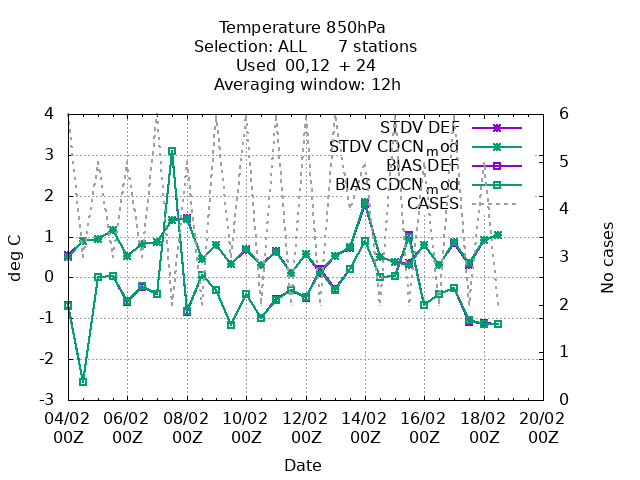 Temperature 850hPa
Selection: ALL 7 stations
Used 00,12 + 24
Averaging window: 12h
4
3
2
1
0
-1
-2
-3
deg C
6
5
4
3
2
1
0
No cases
STDV DEF
STDV CDCNmod
BIAS DEF
BIAS CDCNmod
CASES
04/02 06/02 08/02 10/02 12/02 14/02 16/02 18/02 20/02
00Z 00Z 00Z 00Z 00Z 00Z 00Z 00Z 00Z
Date